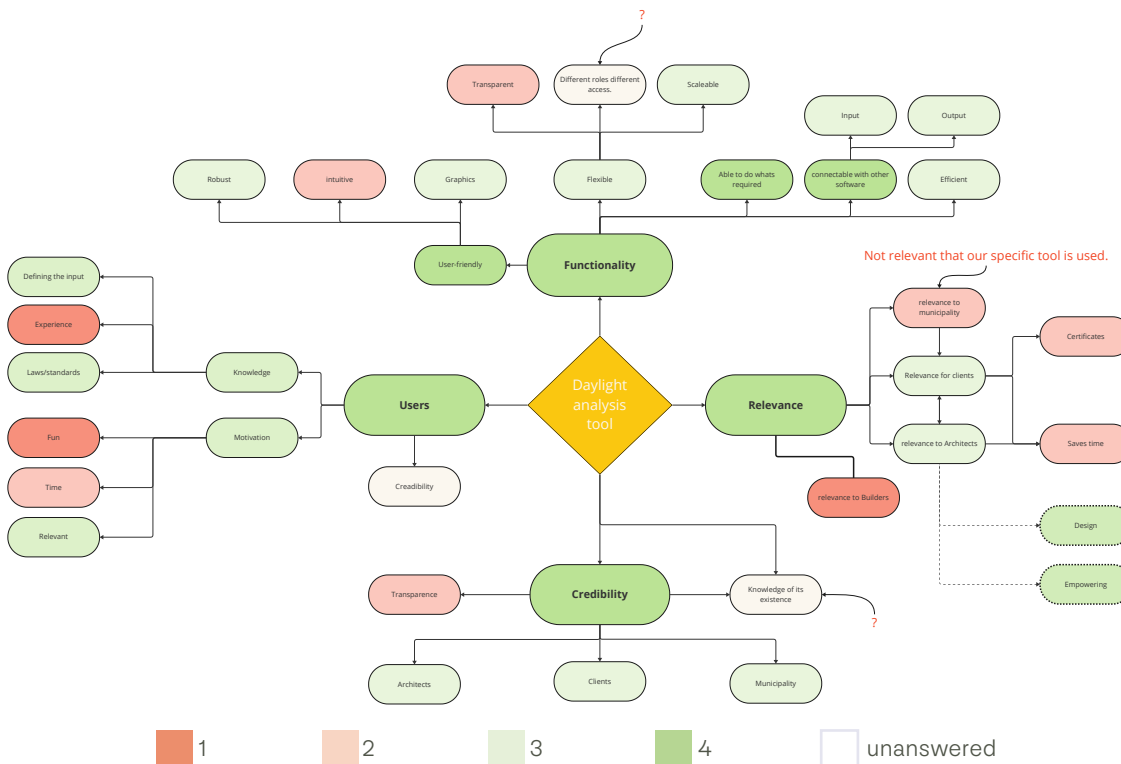 ?
Transparent
Different roles different
access.
Scaleable
Input
Output
Robust
intuitive
Graphics
Flexible
Able to do whats
required
connectable with other
software
Efficient
User-friendly
Functionality
Not relevant that our specific tool is used.
Defining the input
Experience
Laws/standards
Knowledge
Fun
Motivation
Time
Relevant
Users
Creadibility
Daylight
analysis
tool
Relevance
relevance to
municipality
Relevance for clients
relevance to Architects
Certificates
Saves time
relevance to Builders
Design
Empowering
Transparence
Credibility
Knowledge of its
existence
?
Architects
Clients
Municipality
1
2
3
4
unanswered